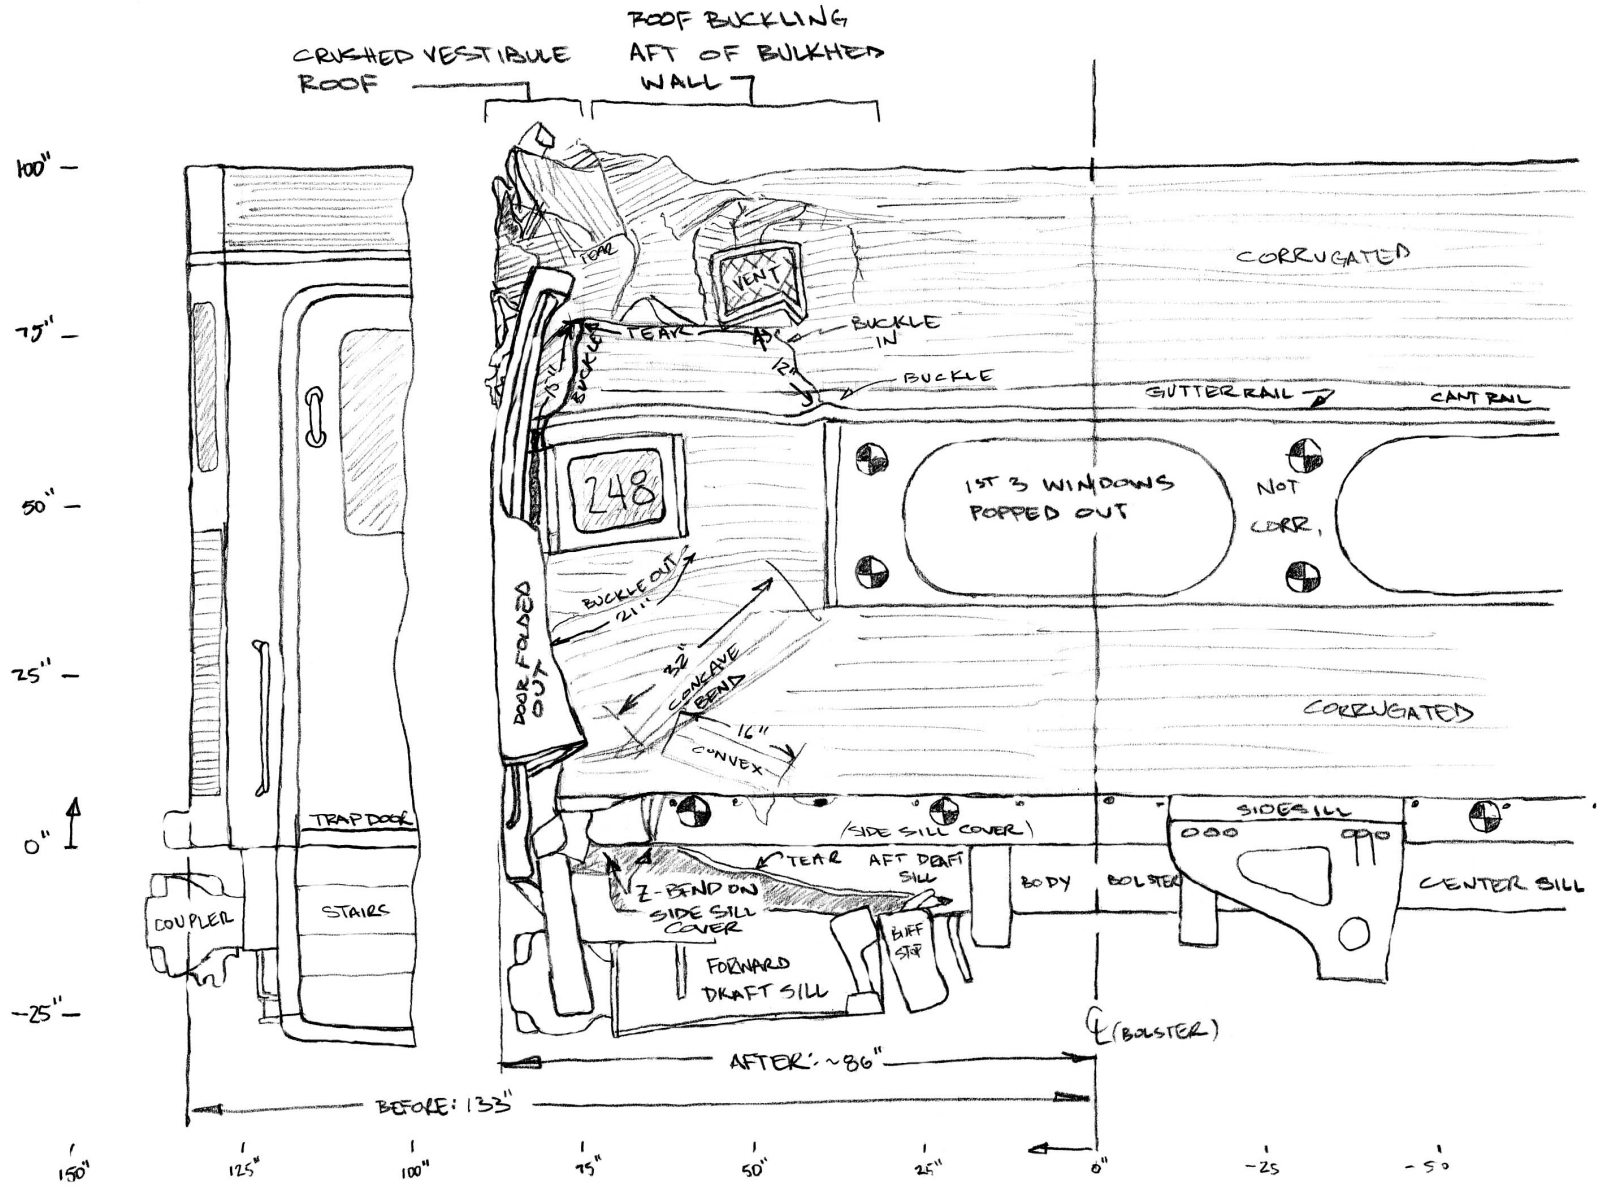 ROOF BUCKLING
AFT OF BULKHED
WALL
CRUSHED VESTIBULE
ROOF
100"
75"
50"
25"
0"
-25"
TEAR
VENT
CORRUGATED
TEAR
BUCKLE
IN
BUCKLE
15"
12"
BUCKLE
GUTTER RAIL
CANT RAIL
248
1ST 3 WINDOWS
POPPED OUT
NOT
CORR.
BUCKLE OUT
21"
DOOR FOLDED
OUT
32"
CONCAVE
BEND
16"
CONVEX
CORRUGATED
TRAP DOOR
(SIDE SILL COVER)
SIDESILL
TEAR
AFT DRAFT
SILL
Z-BEND ON
SIDE SILL
COVER
BODY BOLSTER
CENTER SILL
COUPLER
STAIRS
BUFF
STOP
FORWARD
DRAFT SILL
CL (BOLSTER)
AFTER: ~86"
BEFORE: 133"
150" 125" 100" 75" 50" 25" 0" -25 -50